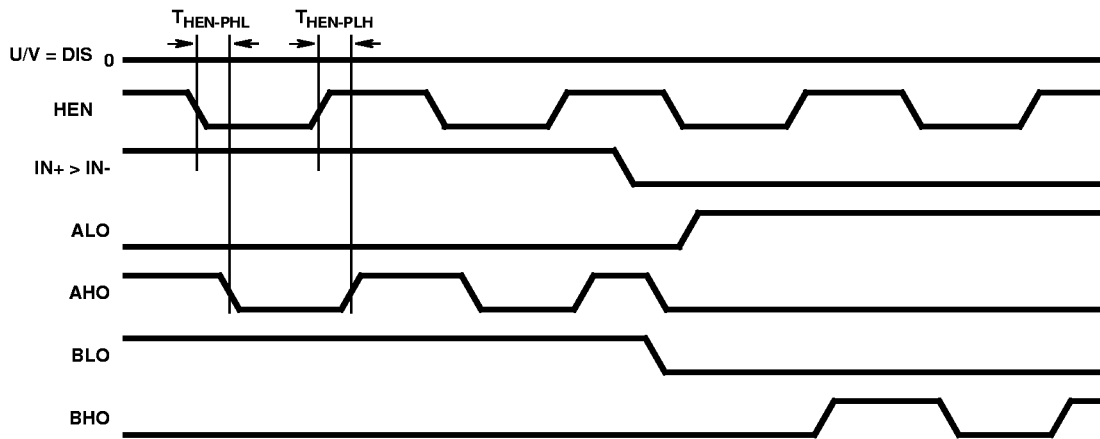 THEN-PHL THEN-PLH
U/V = DIS 0
HEN
IN+ > IN-
ALO
AHO
BLO
BHO